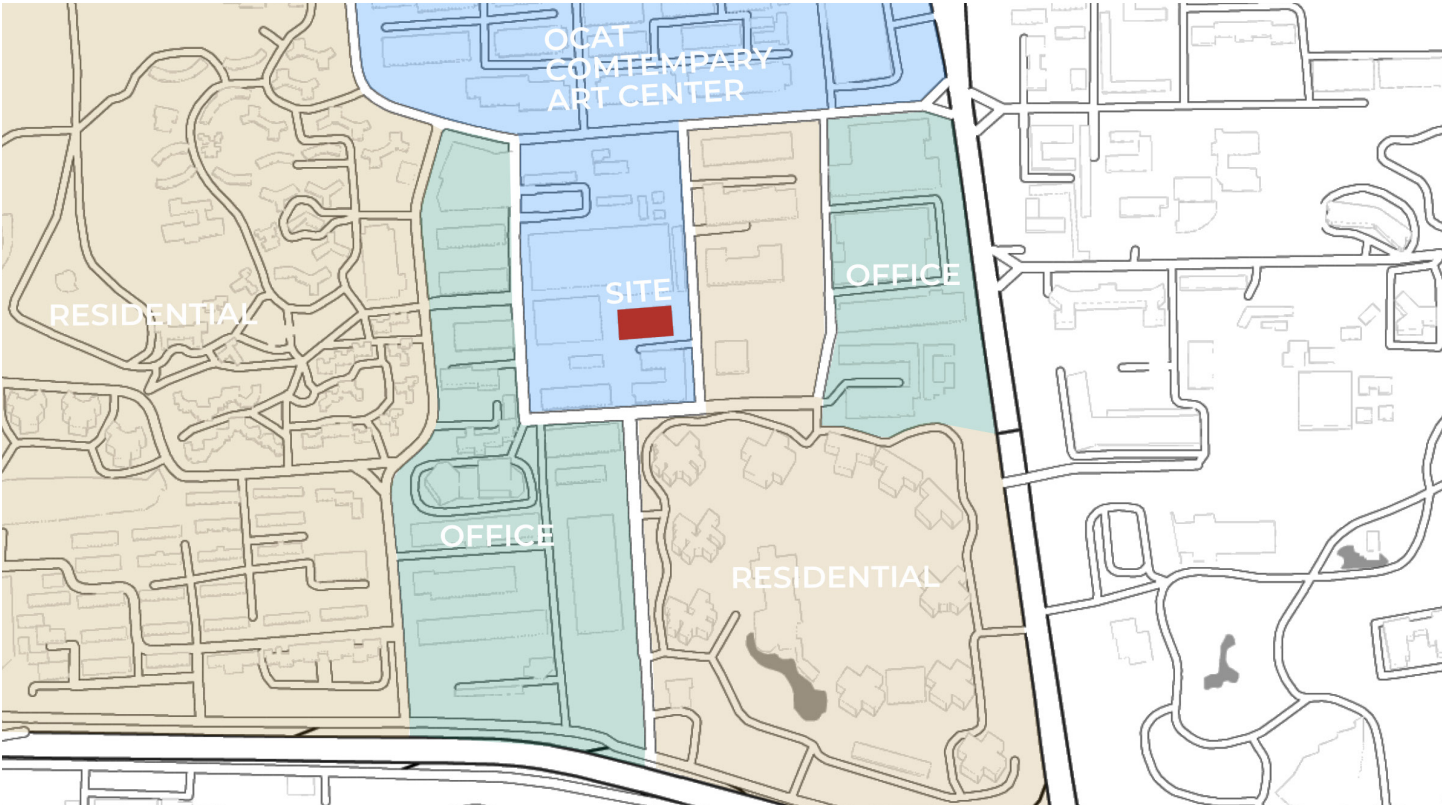 OCAT
COMTEMPARY
ART CENTER
SITE
OFFICE
RESIDENTIAL
OFFICE
RESIDENTIAL